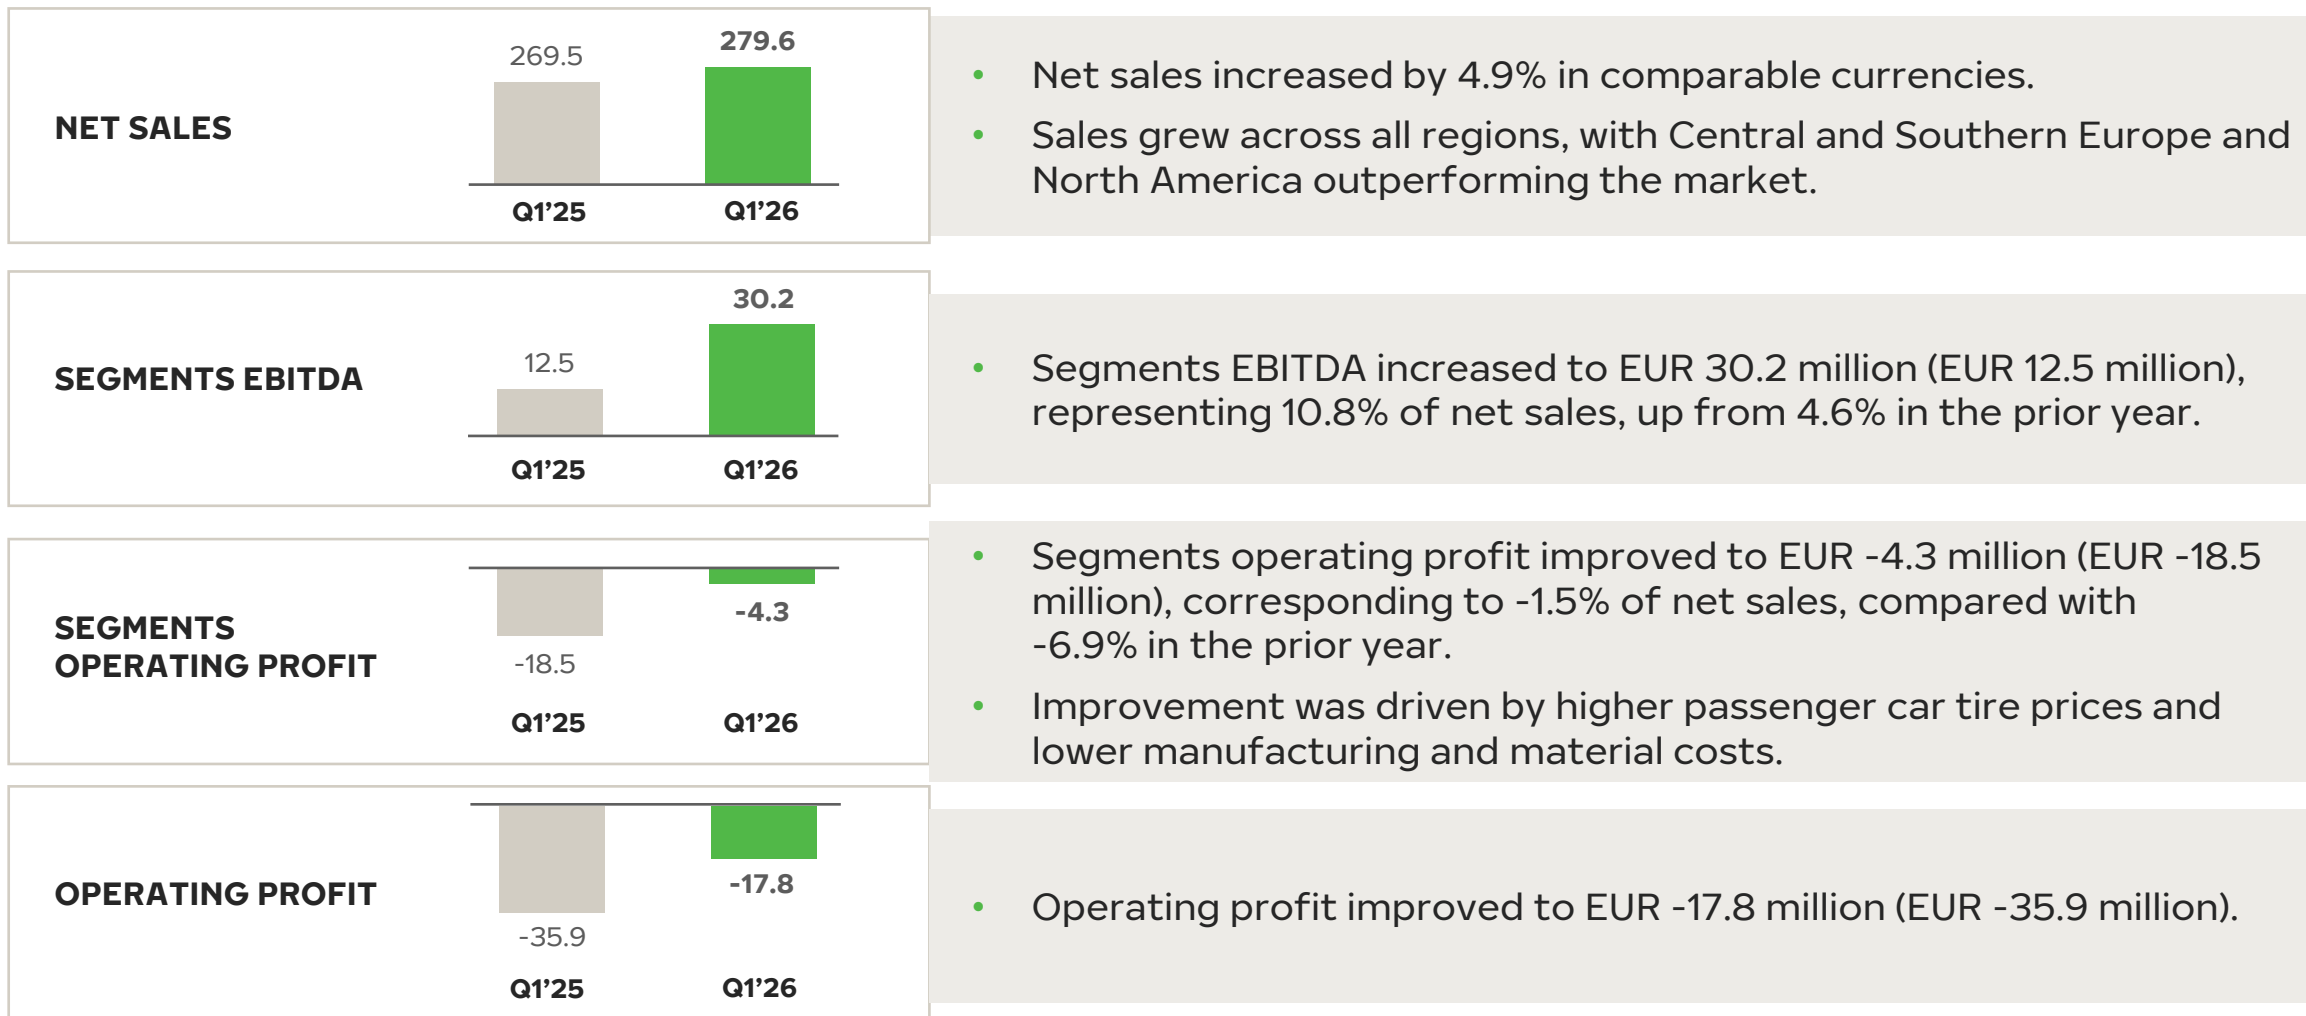 NET SALES
269.5
279.6
Q1’25
Q1’26
• Net sales increased by 4.9% in comparable currencies.
• Sales grew across all regions, with Central and Southern Europe and
North America outperforming the market.
SEGMENTS EBITDA
12.5
30.2
Q1’25
Q1’26
• Segments EBITDA increased to EUR 30.2 million (EUR 12.5 million),
representing 10.8% of net sales, up from 4.6% in the prior year.
SEGMENTS
OPERATING PROFIT
-18.5
-4.3
Q1’25
Q1’26
• Segments operating profit improved to EUR -4.3 million (EUR -18.5
million), corresponding to -1.5% of net sales, compared with
-6.9% in the prior year.
• Improvement was driven by higher passenger car tire prices and
lower manufacturing and material costs.
OPERATING PROFIT
-35.9
-17.8
Q1’25
Q1’26
• Operating profit improved to EUR -17.8 million (EUR -35.9 million).